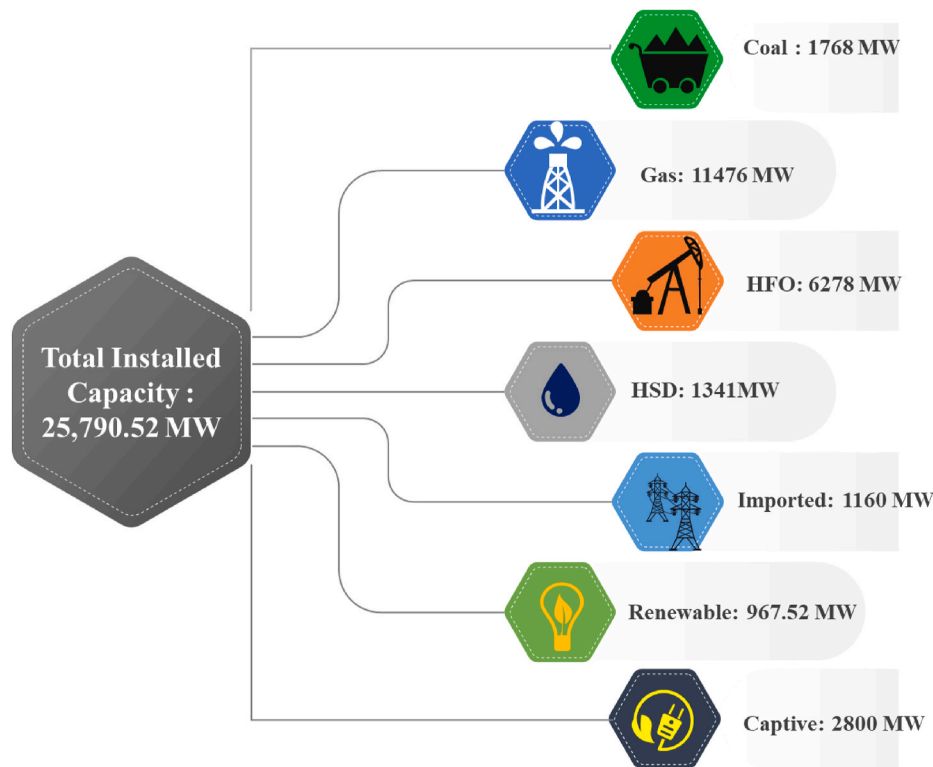 Coal : 1768 MW
Gas: 11476 MW
HFO: 6278 MW
Total Installed
Capacity :
25,790.52 MW
HSD: 1341MW
Imported: 1160 MW
Renewable: 967.52 MW
Captive: 2800 MW